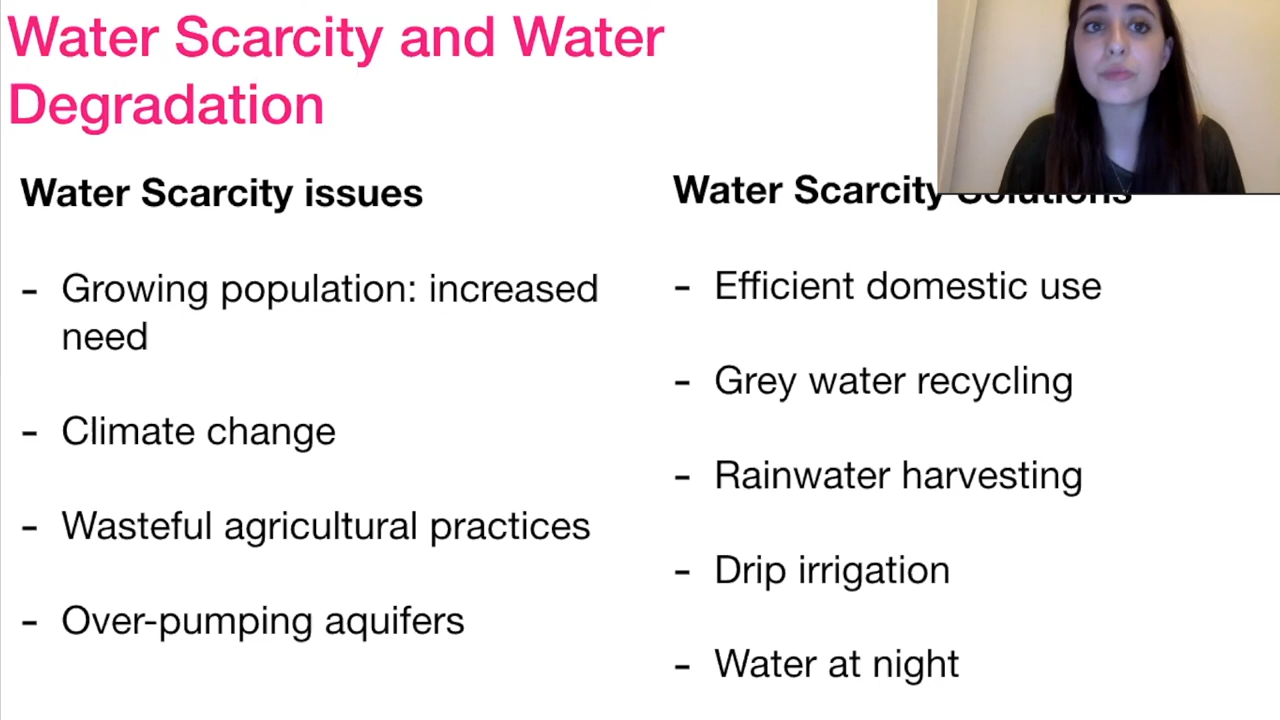 Water Scarcity and Water
Degradation
Water Scarcity issues
- Growing population: increased
need
- Climate change
- Wasteful agricultural practices
- Over-pumping aquifers
Water Scarcity Solutions
- Efficient domestic use
- Grey water recycling
- Rainwater harvesting
- Drip irrigation
- Water at night